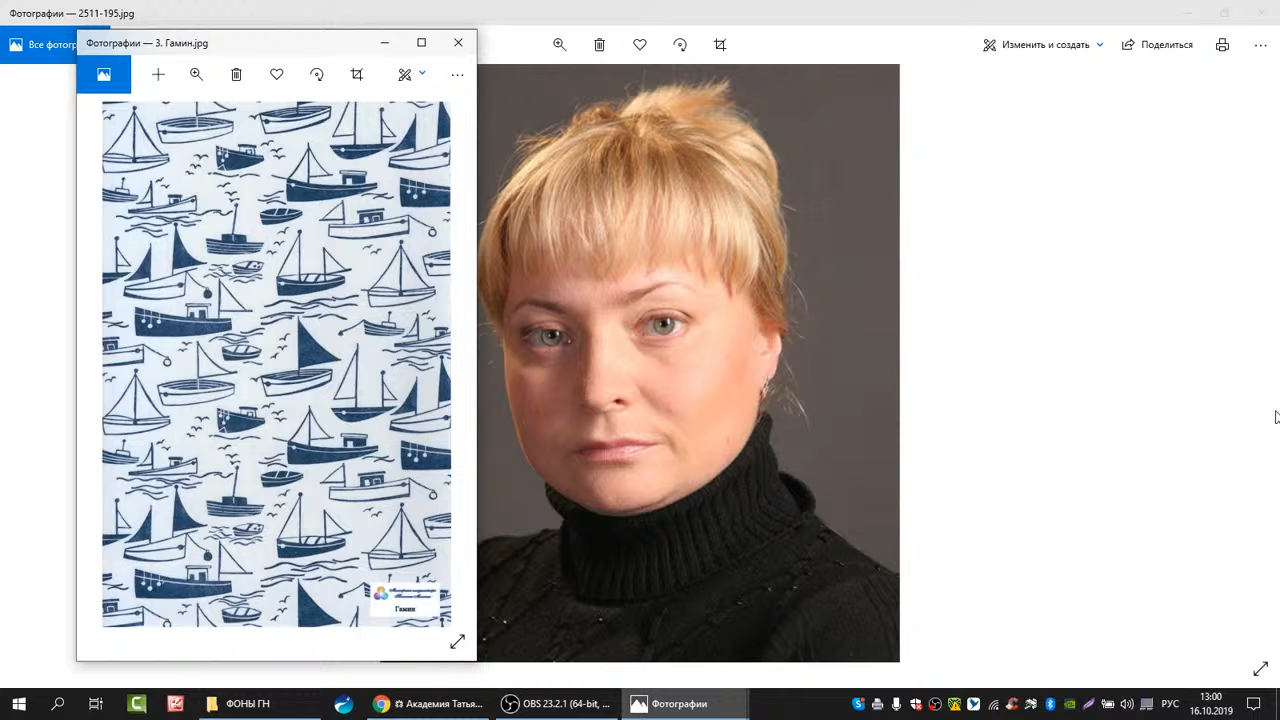 Фотографии — 2511-195.jpg
Все фотог
Изменить и создать
Поделиться
Фотографии — 3. Гамин.jpg
Гамин
ФОНЫ ГН
Академия Татья...
OBS 23.2.1 (64-bit, ...
Фотографии
РУС
13:00
16.10.2019